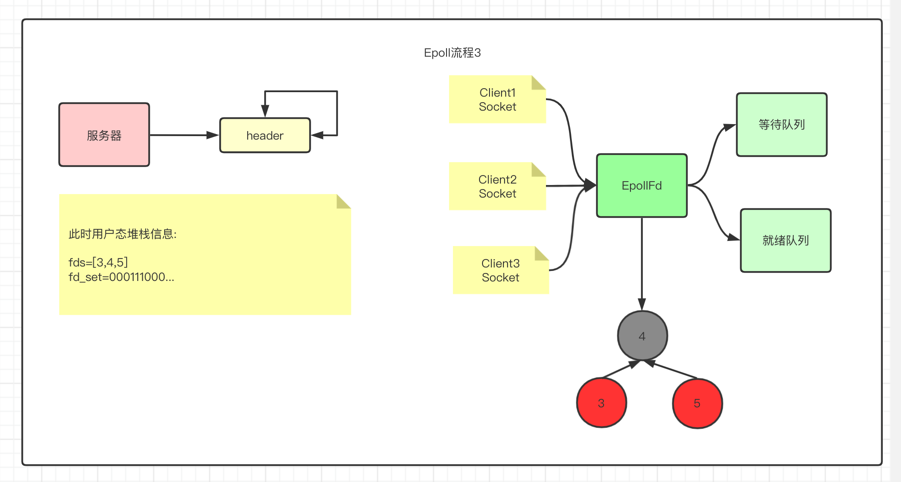 Epoll流程3
服务器
header
此时用户态堆栈信息:
fds=[3,4,5]
fd_set=000111000...
Client1
Socket
Client2
Socket
Client3
Socket
EpollFd
等待队列
就绪队列
4
3
5